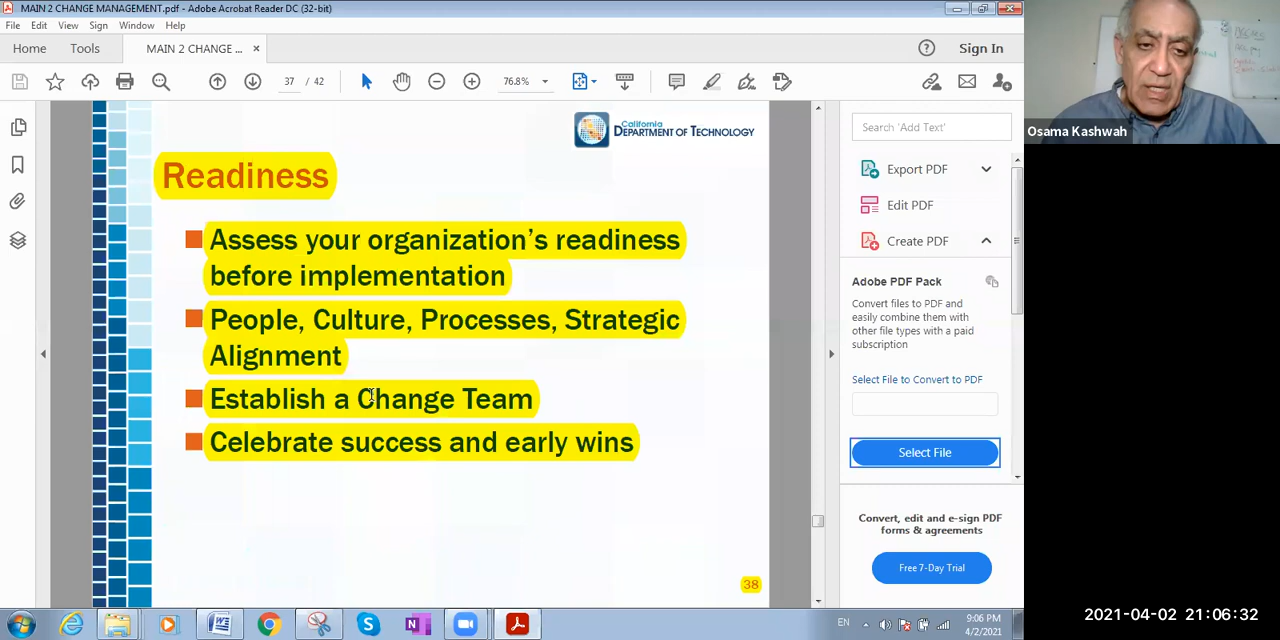 MAIN 2 CHANGE MANAGEMENT.pdf - Adobe Acrobat Reader DC (32-bit)
File Edit View Sign Window Help
Home Tools MAIN 2 CHANGE ... × Sign In
37 / 42 76.8%
California
DEPARTMENT OF TECHNOLOGY
Readiness
Assess your organization's readiness
before implementation
People, Culture, Processes, Strategic
Alignment
Establish a Change Team
Celebrate success and early wins
38
Search 'Add Text'
Export PDF
Edit PDF
Create PDF
Adobe PDF Pack
Convert files to PDF and
easily combine them with
other file types with a paid
subscription
Select File to Convert to PDF
Select File
Convert, edit and e-sign PDF
forms & agreements
Free 7-Day Trial
Osama Kashwah
EN
9:06 PM
4/2/2021
2021-04-02 21:06:32